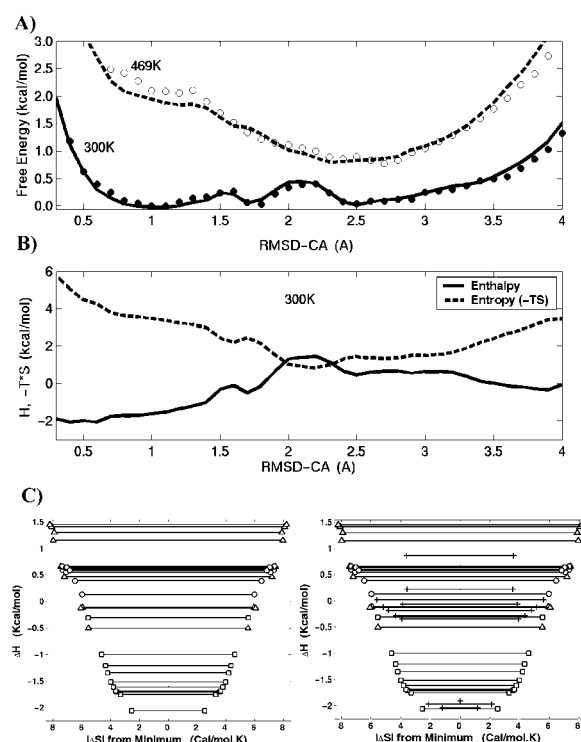 A)
3.0
2.5
2.0
1.5
1.0
0.5
0.0
Free Energy (kcal/mol)
469K
300K
0.5 1 1.5 2 2.5 3 3.5 4
RMSD-CA (A)
B)
6
4
2
0
−2
H, -T*S (kcal/mol)
300K
Enthalpy
Entropy (-TS)
0.5 1 1.5 2 2.5 3 3.5 4
RMSD-CA (A)
C)
1.5
1
0.5
0
−0.5
−1
−1.5
−2
ΔH (Kcal/mol)
8 6 4 2 0 2 4 6 8
|ΔS| from Minimum (Cal/mol.K)
1.5
1
0.5
0
−0.5
−1
−1.5
−2
ΔH (Kcal/mol)
8 6 4 2 0 2 4 6 8
|ΔS| from Minimum (Cal/mol.K)